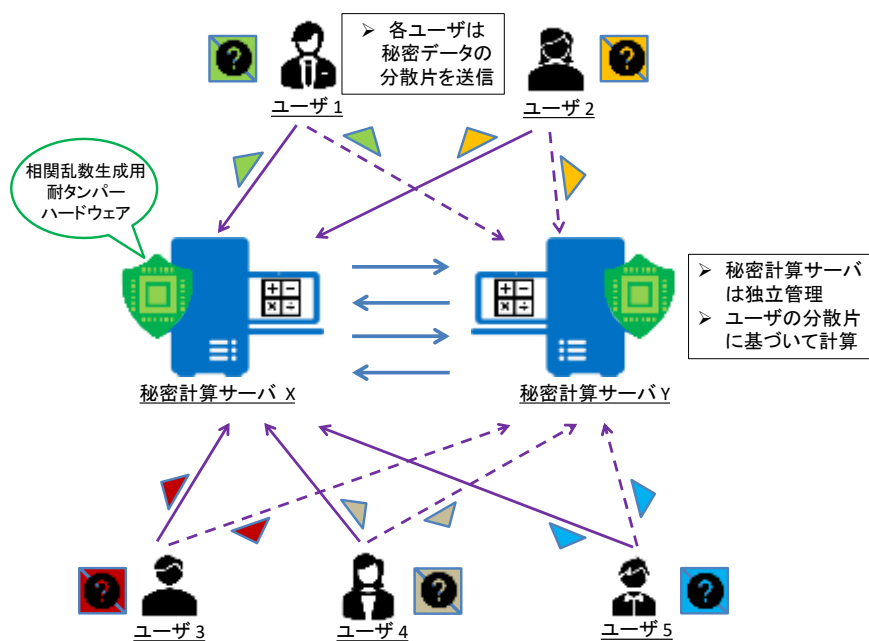 ➢ 各ユーザは
秘密データの
分散片を送信
ユーザ 1
ユーザ 2
相関乱数生成用
耐タンパー
ハードウェア
➢ 秘密計算サーバ
は独立管理
➢ ユーザの分散片
に基づいて計算
秘密計算サーバ X
秘密計算サーバ Y
ユーザ 3
ユーザ 4
ユーザ 5
?
?
+ −
× ÷
+ −
× ÷
?
?
?